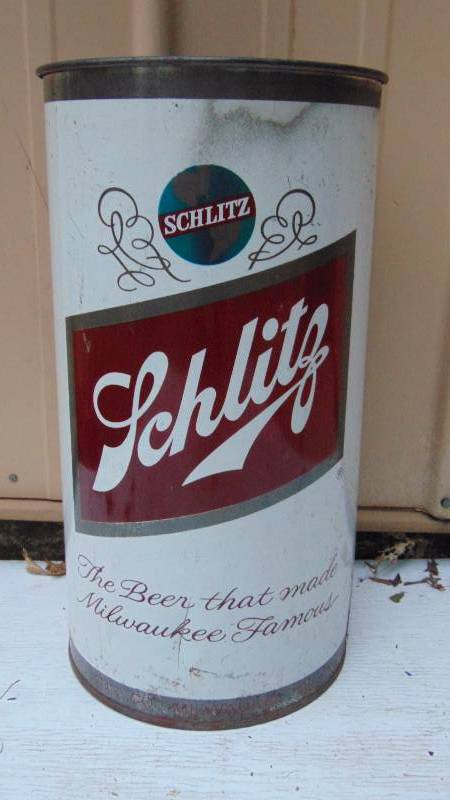 SCHLITZ
Schlitz
The Beer that made
Milwaukee Famous